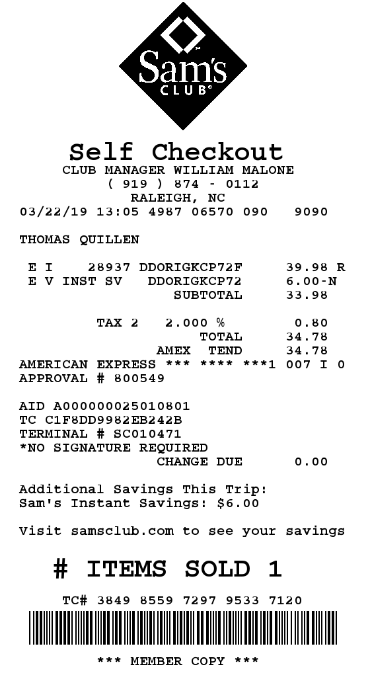 Sam's
CLUB
Self Checkout
CLUB MANAGER WILLIAM MALONE
( 919 ) 874 - 0112
RALEIGH, NC
03/22/19 13:05 4987 06570 090 9090
THOMAS QUILLEN
E I 28937 DDORIGKCP72F 39.98 R
E V INST SV DDORIGKCP72 6.00-N
SUBTOTAL 33.98
TAX 2 2.000 % 0.80
TOTAL 34.78
AMEX TEND 34.78
AMERICAN EXPRESS *** **** ***1 007 I 0
APPROVAL # 800549
AID A000000025010801
TC C1F8DD9982EB242B
TERMINAL # SC010471
*NO SIGNATURE REQUIRED
CHANGE DUE 0.00
Additional Savings This Trip:
Sam's Instant Savings: $6.00
Visit samsclub.com to see your savings
# ITEMS SOLD 1
TC# 3849 8559 7297 9533 7120
*** MEMBER COPY ***